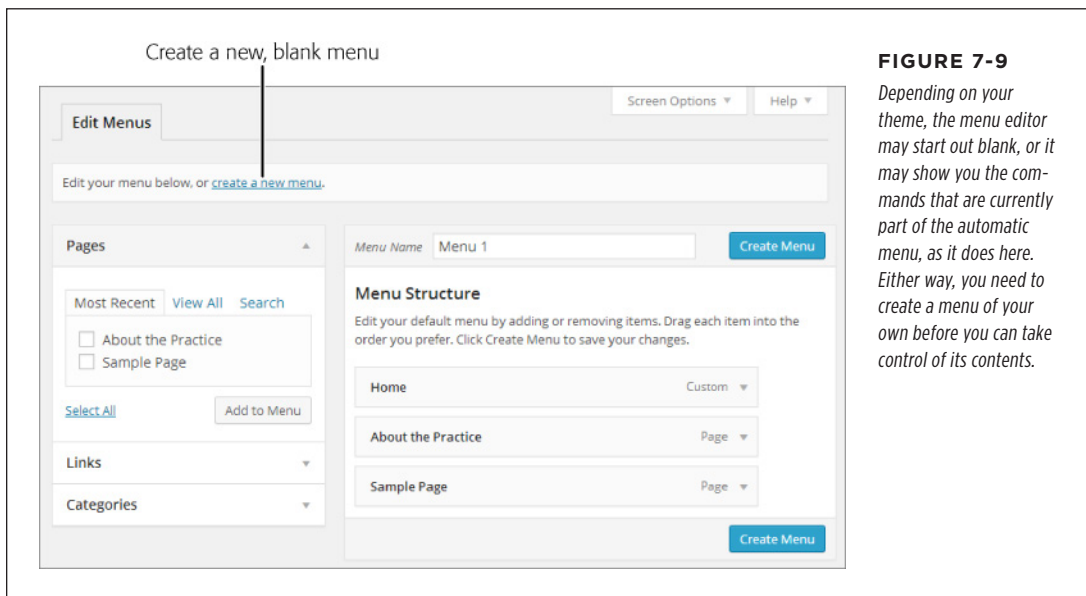 Create a new, blank menu
Screen Options
Help
Edit Menus
Edit your menu below, or create a new menu.
Pages
Most Recent View All Search
About the Practice
Sample Page
Select All
Add to Menu
Links
Categories
Menu Name Menu 1
Create Menu
Menu Structure
Edit your default menu by adding or removing items. Drag each item into the
order you prefer. Click Create Menu to save your changes.
Home Custom
About the Practice Page
Sample Page Page
Create Menu
FIGURE 7-9
Depending on your
theme, the menu editor
may start out blank, or it
may show you the com-
mands that are currently
part of the automatic
menu, as it does here.
Either way, you need to
create a menu of your
own before you can take
control of its contents.